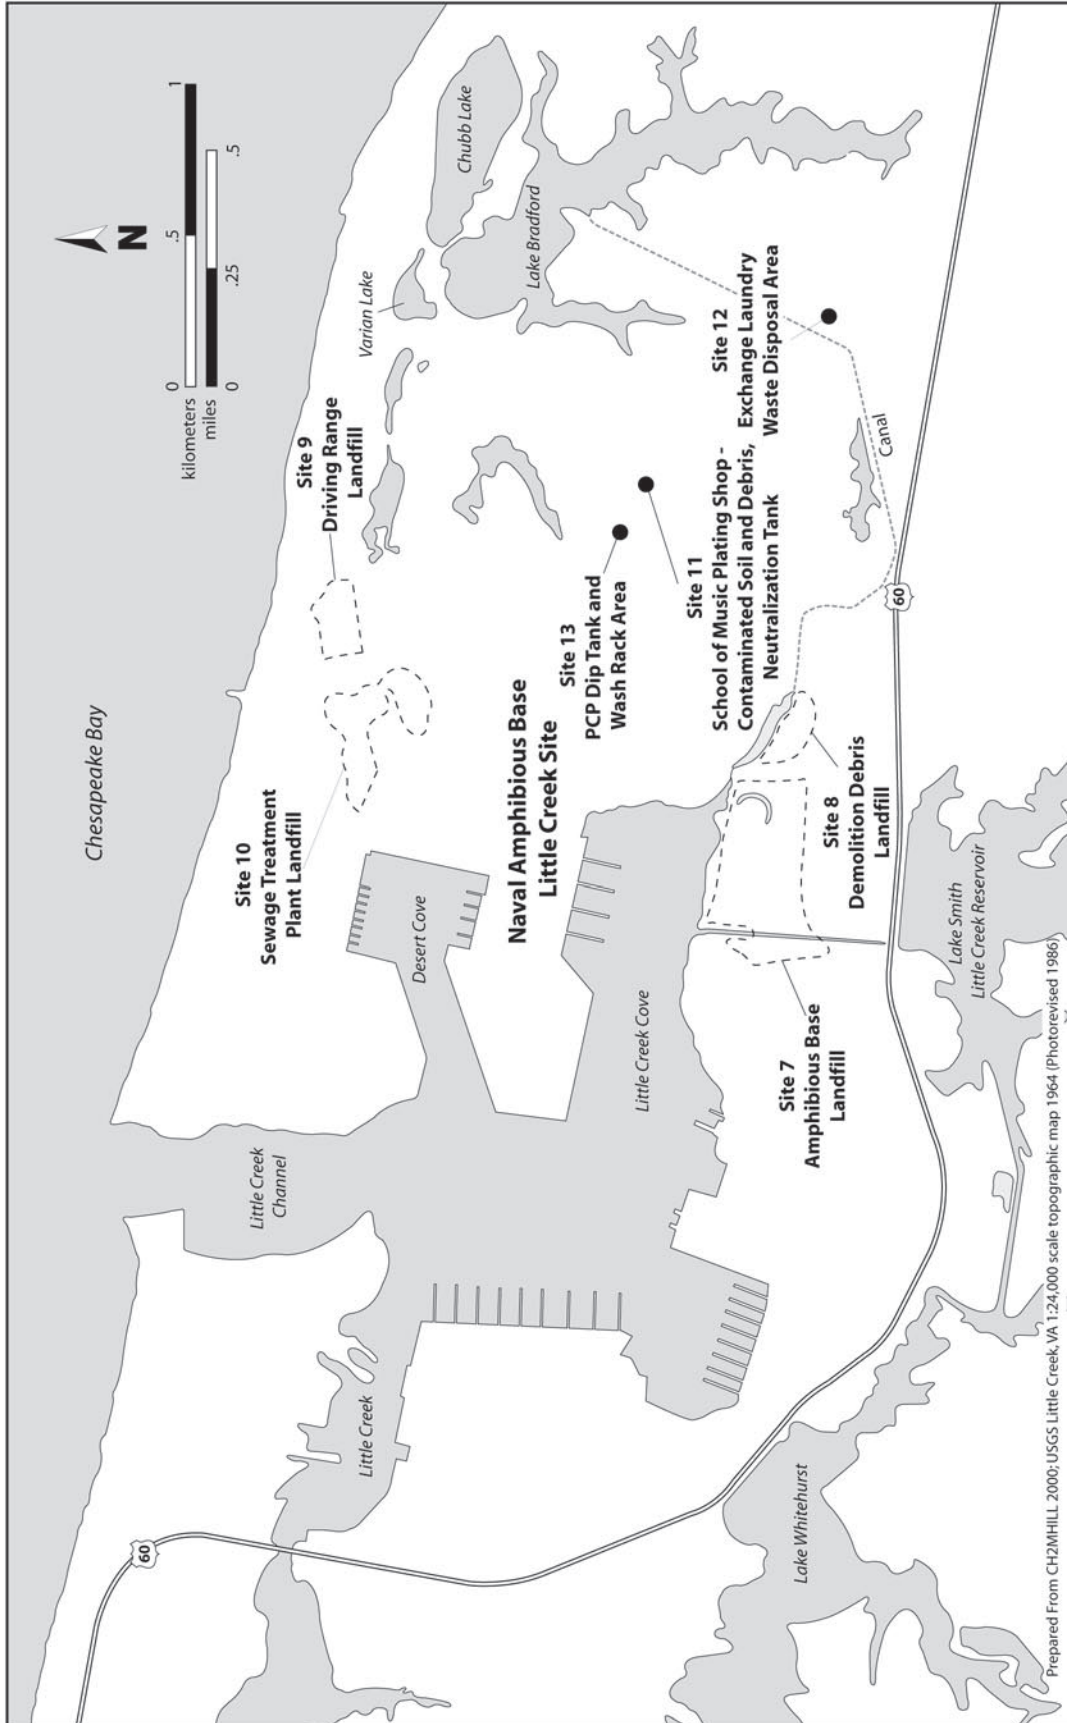 Chesapeake Bay
N
0
.5
1
kilometers
miles
0
.25
.5
Site 10
Sewage Treatment
Plant Landfill
Site 9
Driving Range
Landfill
Varian Lake
Chubb Lake
Lake Bradford
Little Creek
Channel
Little Creek
Desert Cove
Naval Amphibious Base
Little Creek Site
Site 13
PCP Dip Tank and
Wash Rack Area
Little Creek Cove
Site 11
School of Music Plating Shop -
Contaminated Soil and Debris,
Neutralization Tank
Site 12
Exchange Laundry
Waste Disposal Area
Site 7
Amphibious Base
Landfill
Site 8
Demolition Debris
Landfill
Canal
60
60
Lake Whitehurst
Lake Smith
Little Creek Reservoir
Prepared From CH2MHILL 2000; USGS Little Creek, VA 1:24,000 scale topographic map 1964 (Photorevised 1986)